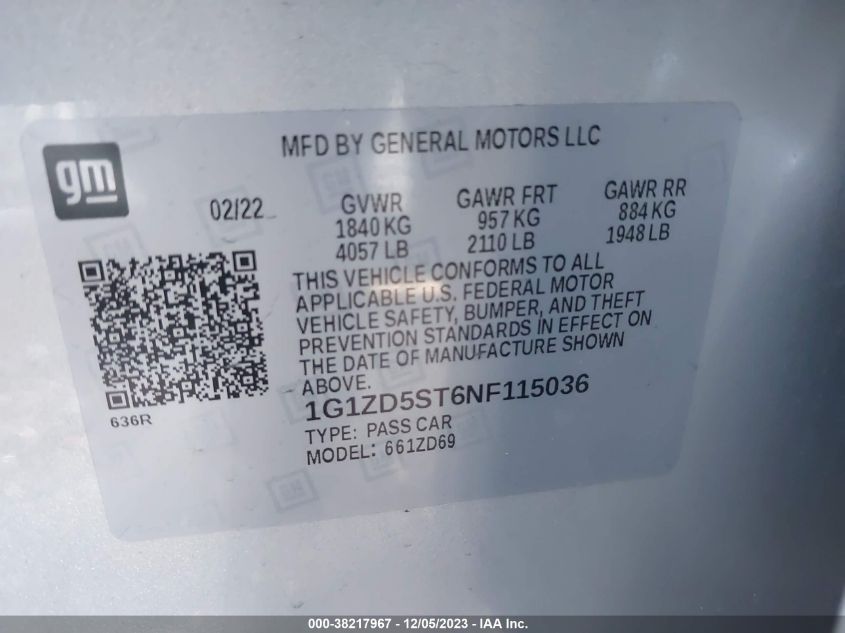 gm
MFD BY GENERAL MOTORS LLC
02/22
GVWR
1840 KG
4057 LB
GAWR FRT
957 KG
2110 LB
GAWR RR
884 KG
1948 LB
THIS VEHICLE CONFORMS TO ALL
APPLICABLE U.S. FEDERAL MOTOR
VEHICLE SAFETY, BUMPER, AND THEFT
PREVENTION STANDARDS IN EFFECT ON
THE DATE OF MANUFACTURE SHOWN
ABOVE.
1G1ZD5ST6NF115036
TYPE: PASS CAR
MODEL: 661ZD69
636R
000-38217967 - 12/05/2023 - IAA Inc.